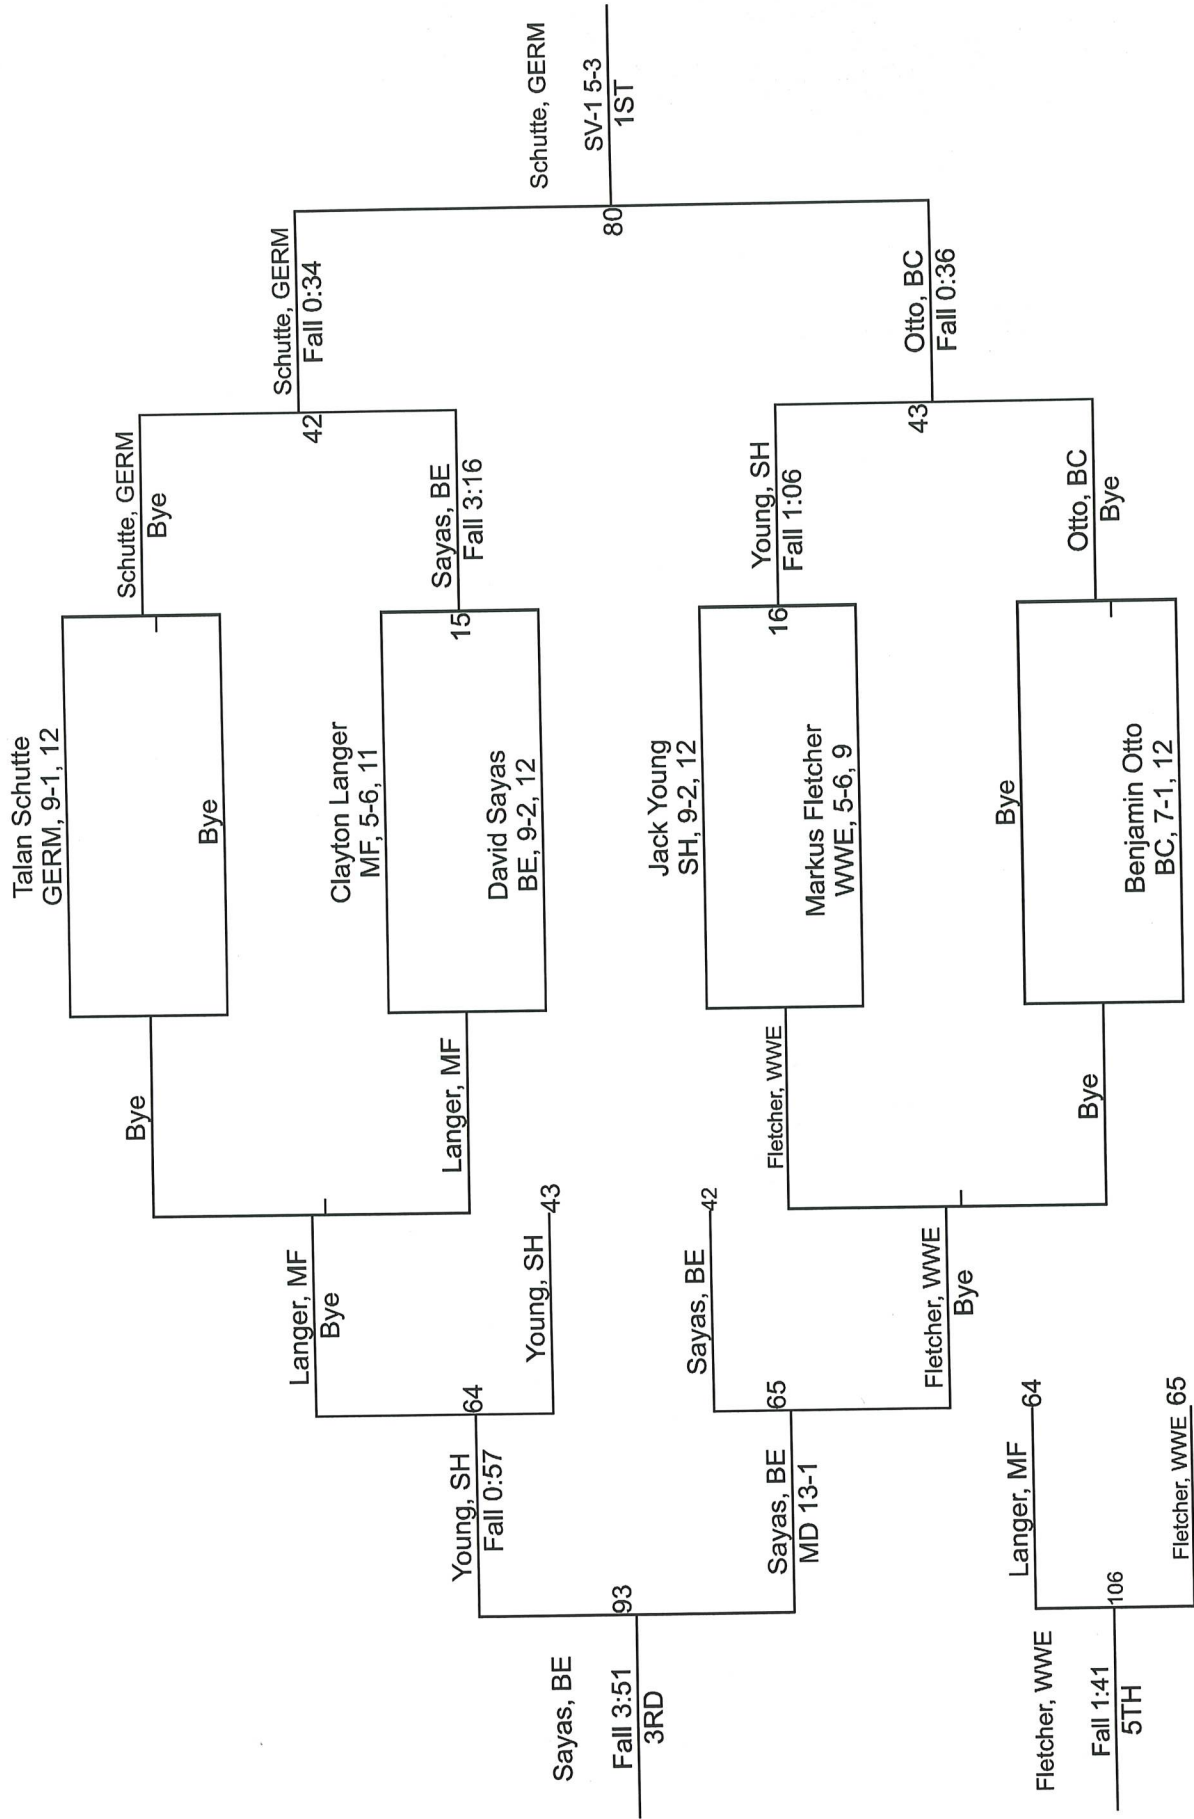 Talan Schutte
GERM, 9-1, 12
Bye
Schutte, GERM
Bye
Clayton Langer
MF, 5-6, 11
David Sayas
BE, 9-2, 12
15
Sayas, BE
Fall 3:16
42
Schutte, GERM
Fall 0:34
Jack Young
SH, 9-2, 12
Markus Fletcher
WWE, 5-6, 9
16
Young, SH
Fall 1:06
Bye
Benjamin Otto
BC, 7-1, 12
Otto, BC
Bye
43
Otto, BC
Fall 0:36
80
Schutte, GERM
SV-1 5-3
1ST
Bye
Langer, MF
Langer, MF
Bye
Young, SH
43
64
Young, SH
Fall 0:57
Fletcher, WWE
Bye
Sayas, BE
42
Fletcher, WWE
Bye
65
Sayas, BE
MD 13-1
93
Sayas, BE
Fall 3:51
3RD
Langer, MF
64
Fletcher, WWE
65
106
Fletcher, WWE
Fall 1:41
5TH